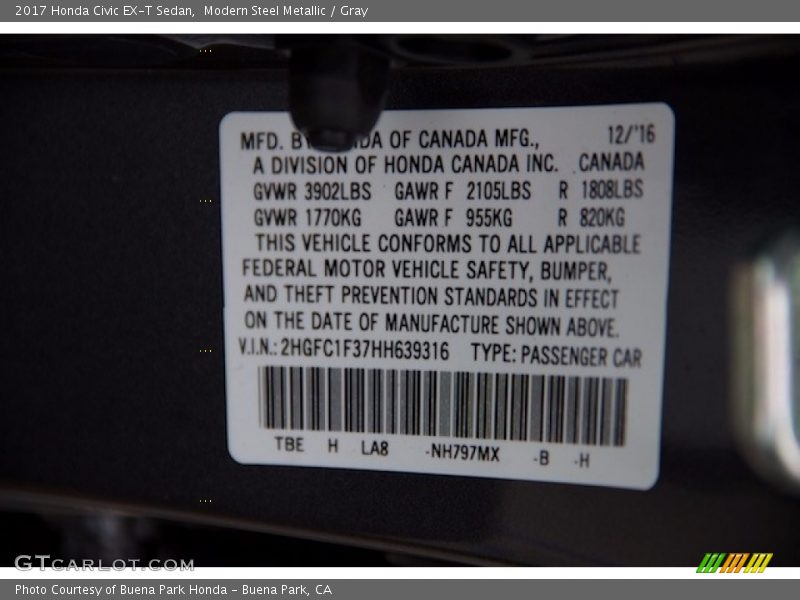 2017 Honda Civic EX-T Sedan, Modern Steel Metallic / Gray
MFD. BY DA OF CANADA MFG., 12/'16
A DIVISION OF HONDA CANADA INC. CANADA
GVWR 3902LBS GAWR F 2105LBS R 1808LBS
GVWR 1770KG GAWR F 955KG R 820KG
THIS VEHICLE CONFORMS TO ALL APPLICABLE
FEDERAL MOTOR VEHICLE SAFETY, BUMPER,
AND THEFT PREVENTION STANDARDS IN EFFECT
ON THE DATE OF MANUFACTURE SHOWN ABOVE.
V.I.N.: 2HGFC1F37HH639316 TYPE: PASSENGER CAR
TBE H LA8 -NH797MX -B -H
GTCARLOT.COM
Photo Courtesy of Buena Park Honda - Buena Park, CA